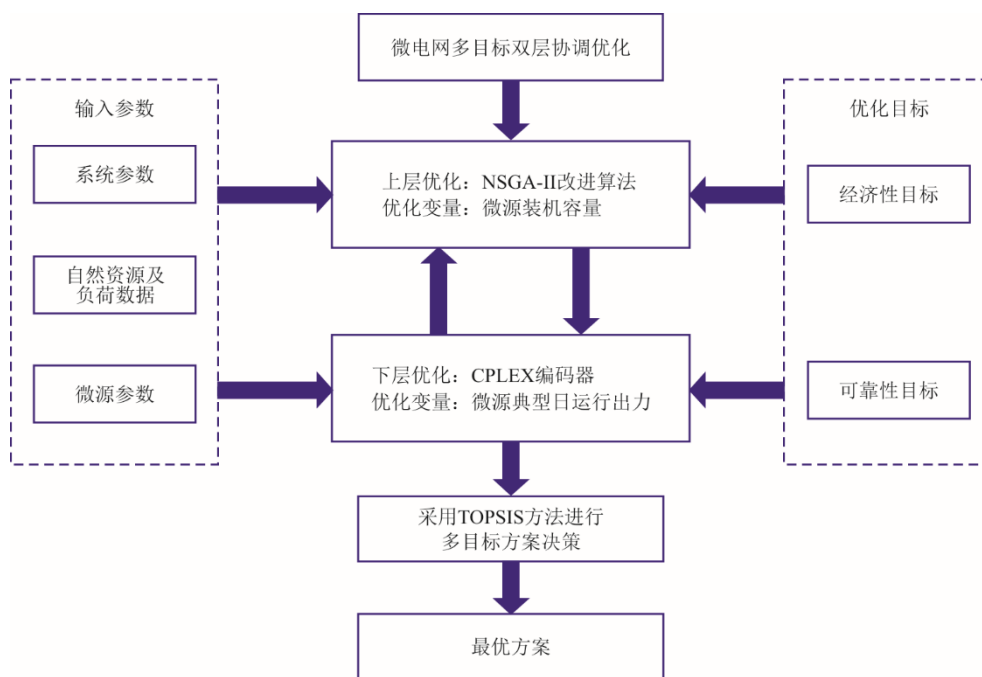 微电网多目标双层协调优化
输入参数
系统参数
自然资源及
负荷数据
微源参数
上层优化：NSGA-II改进算法
优化变量：微源装机容量
下层优化：CPLEX编码器
优化变量：微源典型日运行出力
优化目标
经济性目标
可靠性目标
采用TOPSIS方法进行
多目标方案决策
最优方案